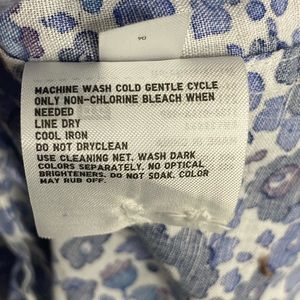 MACHINE WASH COLD GENTLE CYCLE
ONLY NON-CHLORINE BLEACH WHEN
NEEDED
LINE DRY
COOL IRON
DO NOT DRYCLEAN
USE CLEANING NET. WASH DARK
COLORS SEPARATELY. NO OPTICAL
BRIGHTENERS. DO NOT SOAK. COLOR
MAY RUB OFF.